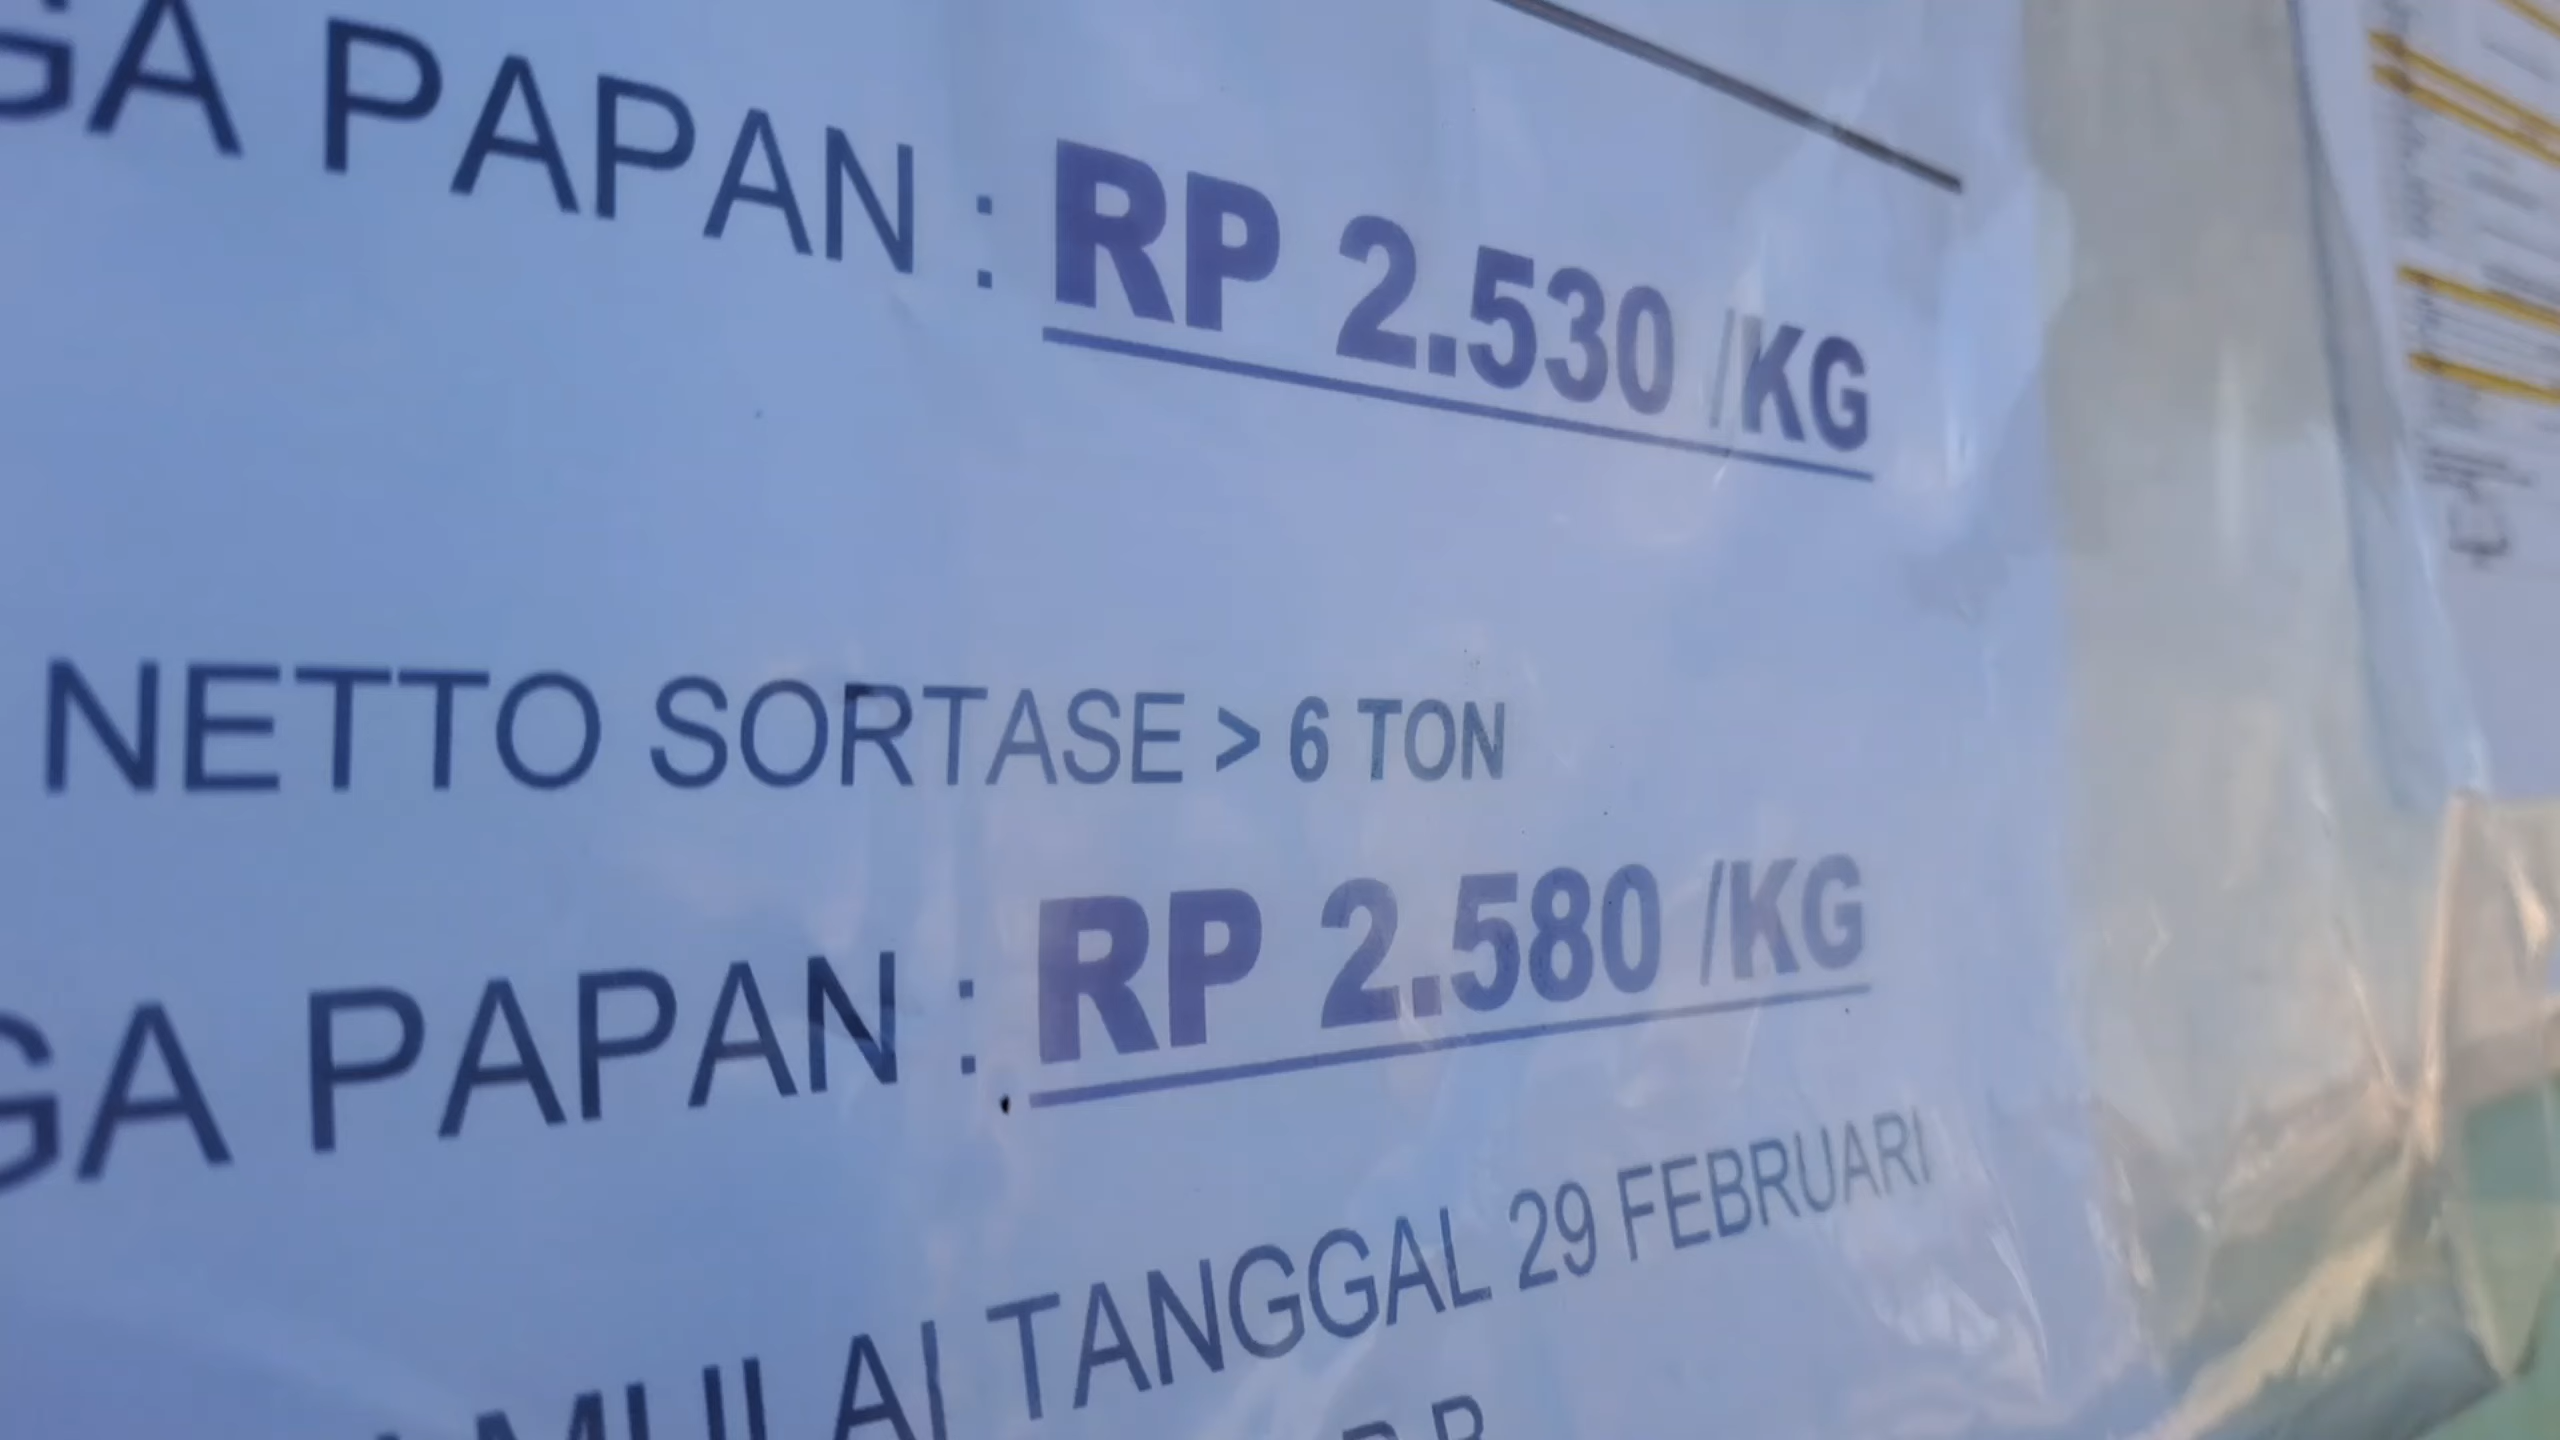 GA PAPAN : RP 2.530 /KG
NETTO SORTASE > 6 TON
GA PAPAN : RP 2.580 /KG
MULAI TANGGAL 29 FEBRUARI